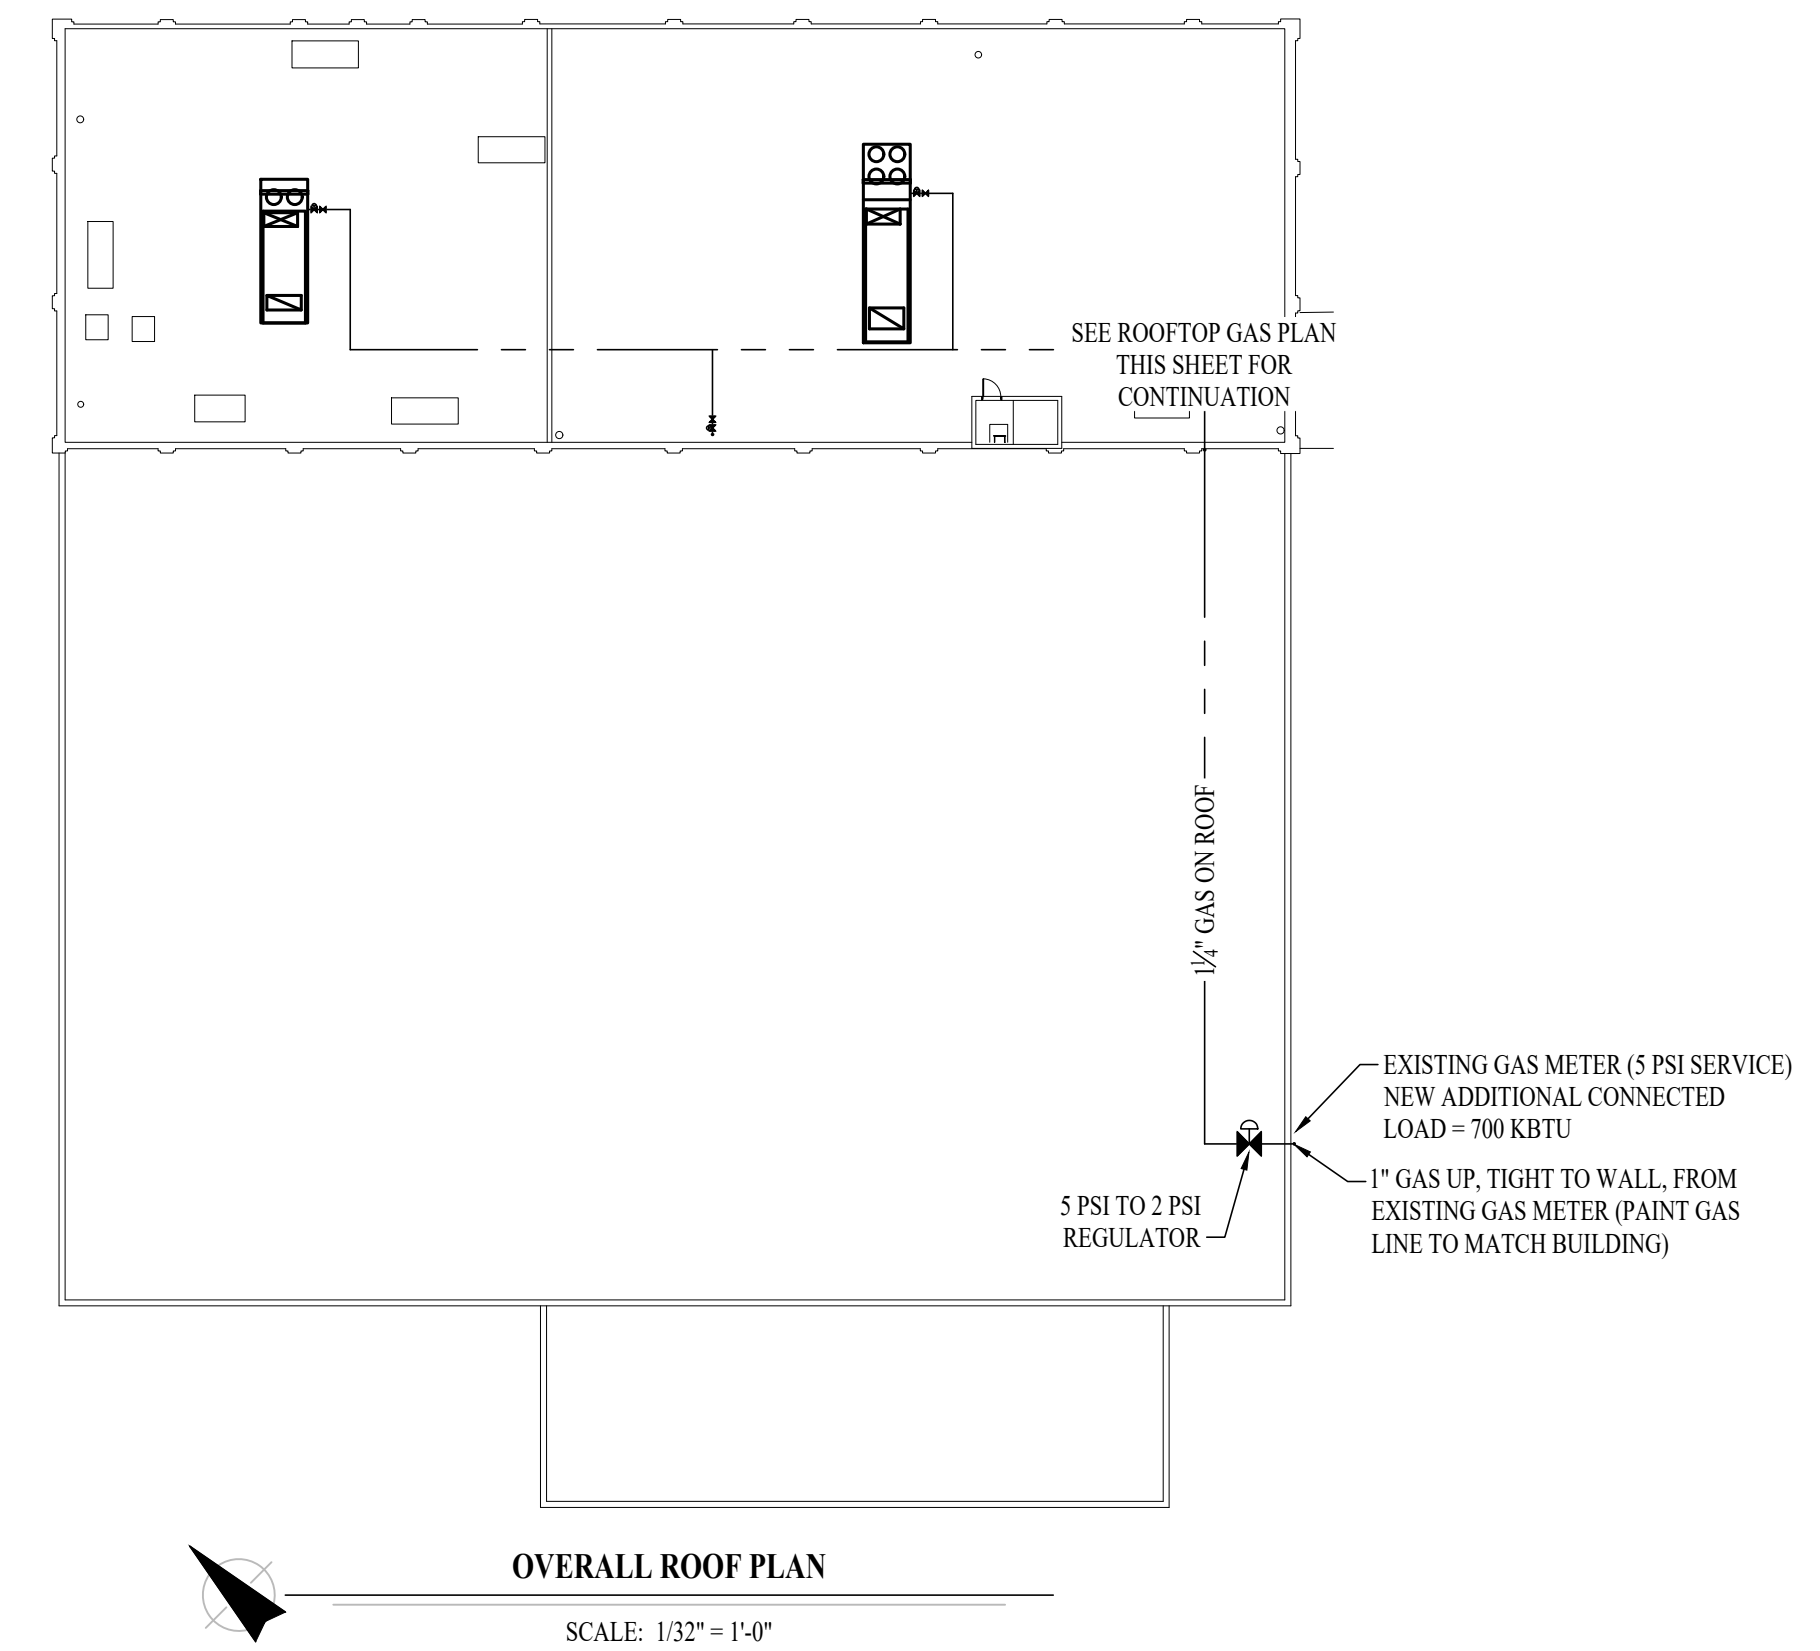 SEE ROOFTOP GAS PLAN
THIS SHEET FOR
CONTINUATION
1¼" GAS ON ROOF
EXISTING GAS METER (5 PSI SERVICE)
NEW ADDITIONAL CONNECTED
LOAD = 700 KBTU
1" GAS UP, TIGHT TO WALL, FROM
EXISTING GAS METER (PAINT GAS
LINE TO MATCH BUILDING)
5 PSI TO 2 PSI
REGULATOR
OVERALL ROOF PLAN
SCALE: 1/32" = 1'-0"